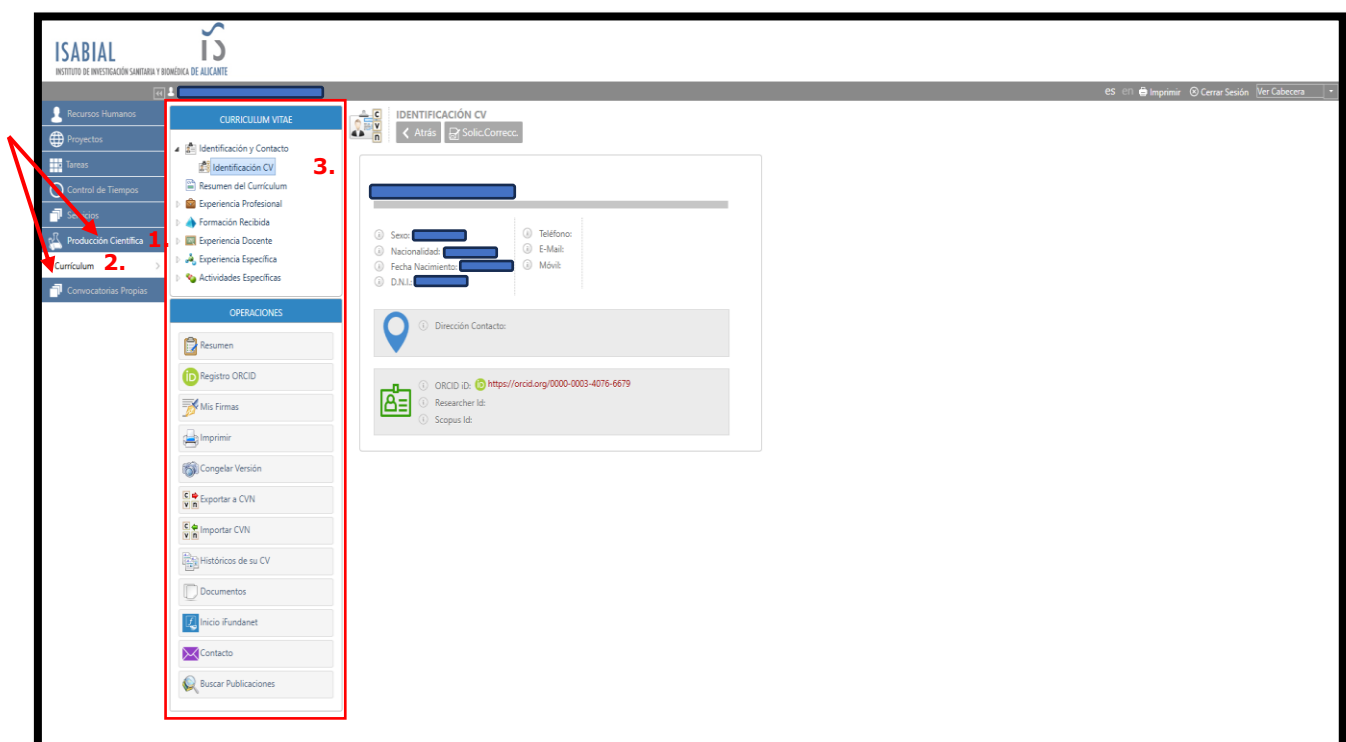 ISABIAL
INSTITUTO DE INVESTIGACIÓN SANITARIA Y BIOMÉDICA DE ALICANTE
es en Imprimir Cerrar Sesión Ver Cabecera
Recursos Humanos
Proyectos
Tareas
Control de Tiempos
Producción Científica
1.
Currículum
2.
Convocatorias Propias
CURRICULUM VITAE
Identificación y Contacto
Identificación CV
3.
Resumen del Currículum
Experiencia Profesional
Formación Recibida
Experiencia Docente
Experiencia Específica
Actividades Específicas
OPERACIONES
Resumen
Registro ORCID
Mis Firmas
Imprimir
Congelar Versión
Exportar a CVN
Importar CVN
Históricos de su CV
Documentos
Inicio iFundanet
Contacto
Buscar Publicaciones
IDENTIFICACIÓN CV
Atrás Solic.Correcc.
Sexo:
Nacionalidad:
Fecha Nacimiento:
D.N.I.:
Teléfono:
E-Mail:
Móvil:
Dirección Contacto:
ORCID iD: iD https://orcid.org/0000-0003-4076-6679
Researcher Id:
Scopus Id: